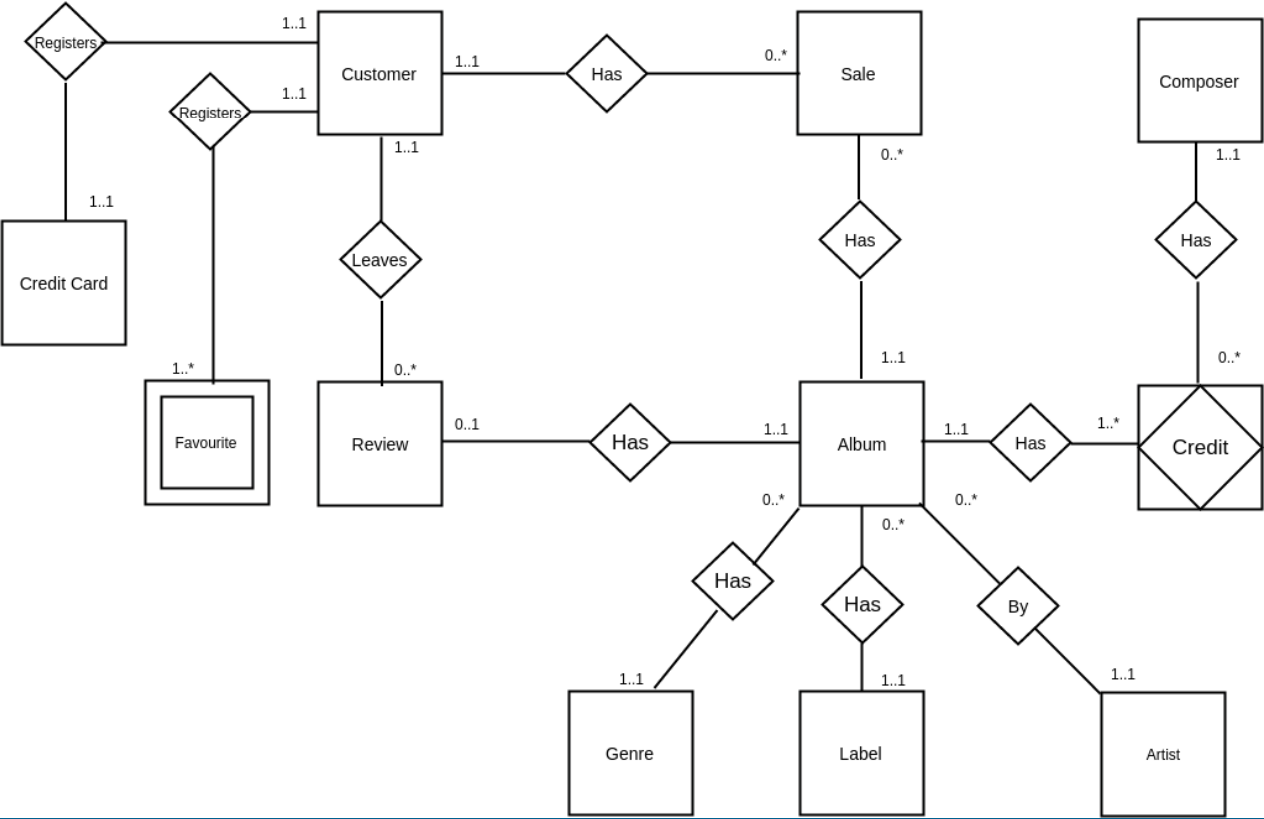 Registers
1..1
Customer
1..1
Has
0..*
Sale
Composer
Registers
1..1
1..1
0..*
1..1
1..1
Credit Card
Leaves
Has
Has
1..*
0..*
1..1
0..*
Favourite
Review
0..1
Has
1..1
Album
1..1
Has
1..*
Credit
0..*
0..*
0..*
Has
Has
By
1..1
1..1
1..1
Genre
Label
Artist